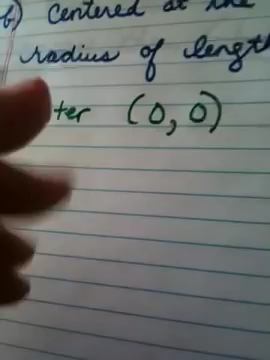 b) Centered at the
radius of length
ter (0,0)